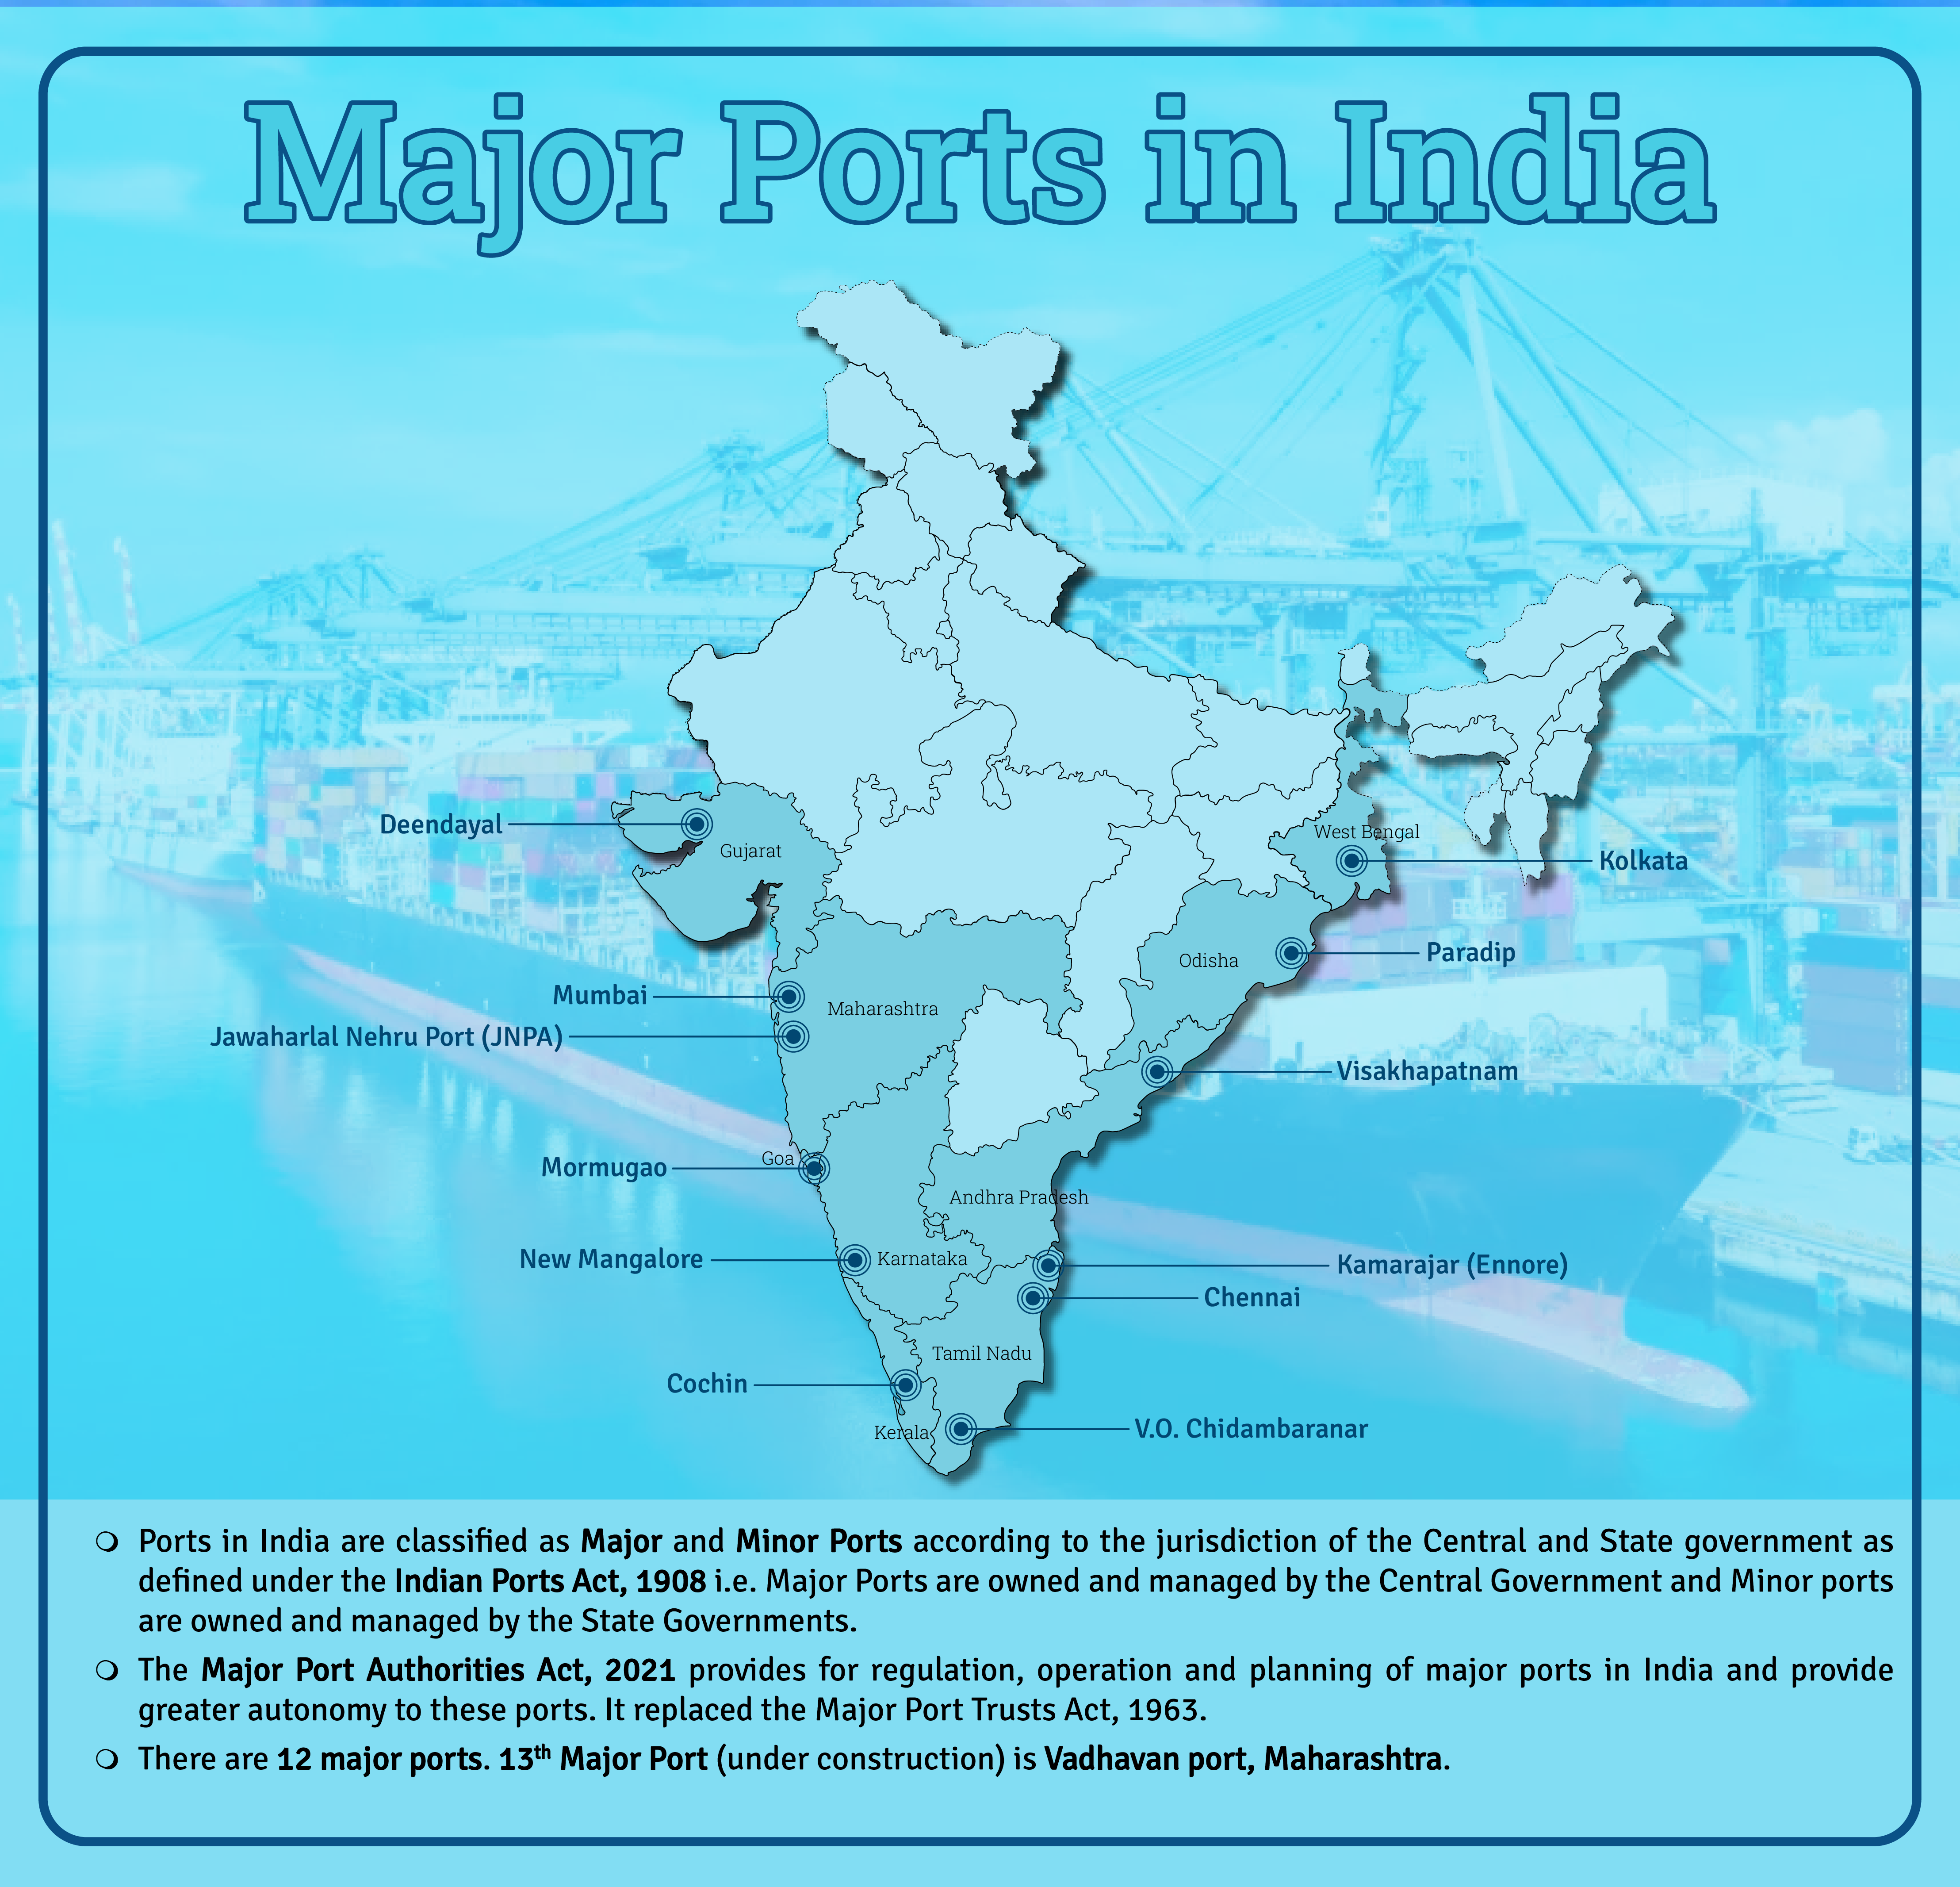 Major Ports in India
Deendayal
Gujarat
West Bengal
Kolkata
Paradip
Odisha
Mumbai
Maharashtra
Jawaharlal Nehru Port (JNPA)
Visakhapatnam
Goa
Mormugao
Andhra Pradesh
New Mangalore
Karnataka
Kamarajar (Ennore)
Chennai
Tamil Nadu
Cochin
Kerala
V.O. Chidambaranar
Ports in India are classified as Major and Minor Ports according to the jurisdiction of the Central and State government as
defined under the Indian Ports Act, 1908 i.e. Major Ports are owned and managed by the Central Government and Minor ports
are owned and managed by the State Governments.
The Major Port Authorities Act, 2021 provides for regulation, operation and planning of major ports in India and provide
greater autonomy to these ports. It replaced the Major Port Trusts Act, 1963.
There are 12 major ports. 13th Major Port (under construction) is Vadhavan port, Maharashtra.